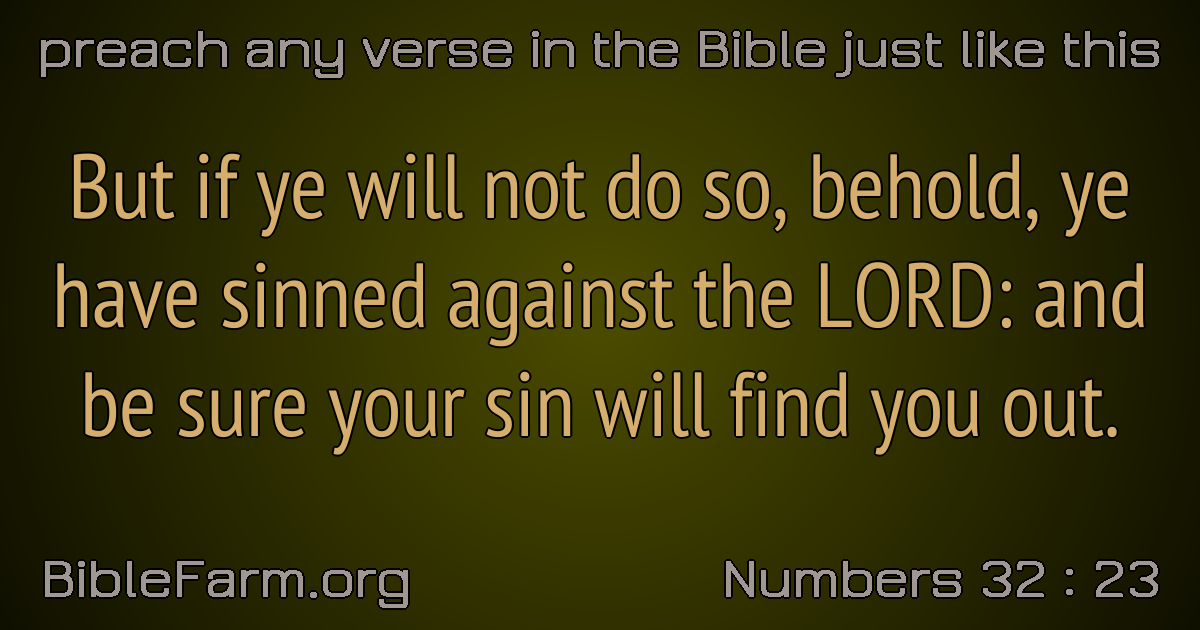 preach any verse in the Bible just like this
But if ye will not do so, behold, ye
have sinned against the LORD: and
be sure your sin will find you out.
BibleFarm.org
Numbers 32 : 23